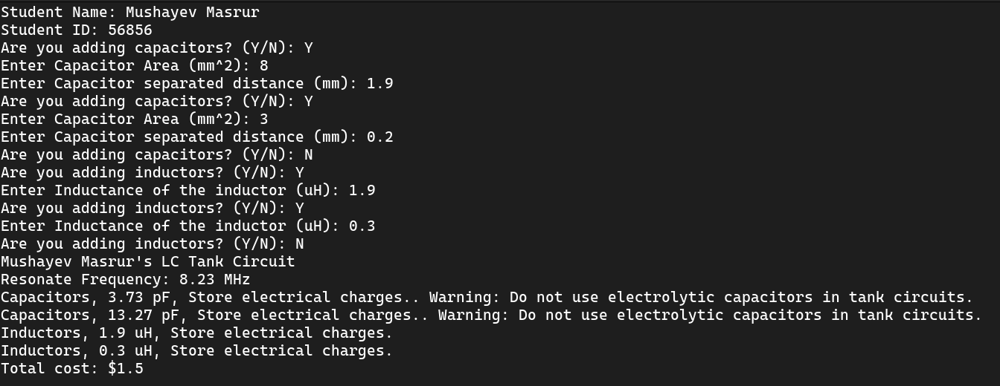 Student Name: Mushayev Masrur
Student ID: 56856
Are you adding capacitors? (Y/N): Y
Enter Capacitor Area (mm^2): 8
Enter Capacitor separated distance (mm): 1.9
Are you adding capacitors? (Y/N): Y
Enter Capacitor Area (mm^2): 3
Enter Capacitor separated distance (mm): 0.2
Are you adding capacitors? (Y/N): N
Are you adding inductors? (Y/N): Y
Enter Inductance of the inductor (uH): 1.9
Are you adding inductors? (Y/N): Y
Enter Inductance of the inductor (uH): 0.3
Are you adding inductors? (Y/N): N
Mushayev Masrur's LC Tank Circuit
Resonate Frequency: 8.23 MHz
Capacitors, 3.73 pF, Store electrical charges.. Warning: Do not use electrolytic capacitors in tank circuits.
Capacitors, 13.27 pF, Store electrical charges.. Warning: Do not use electrolytic capacitors in tank circuits.
Inductors, 1.9 uH, Store electrical charges.
Inductors, 0.3 uH, Store electrical charges.
Total cost: $1.5